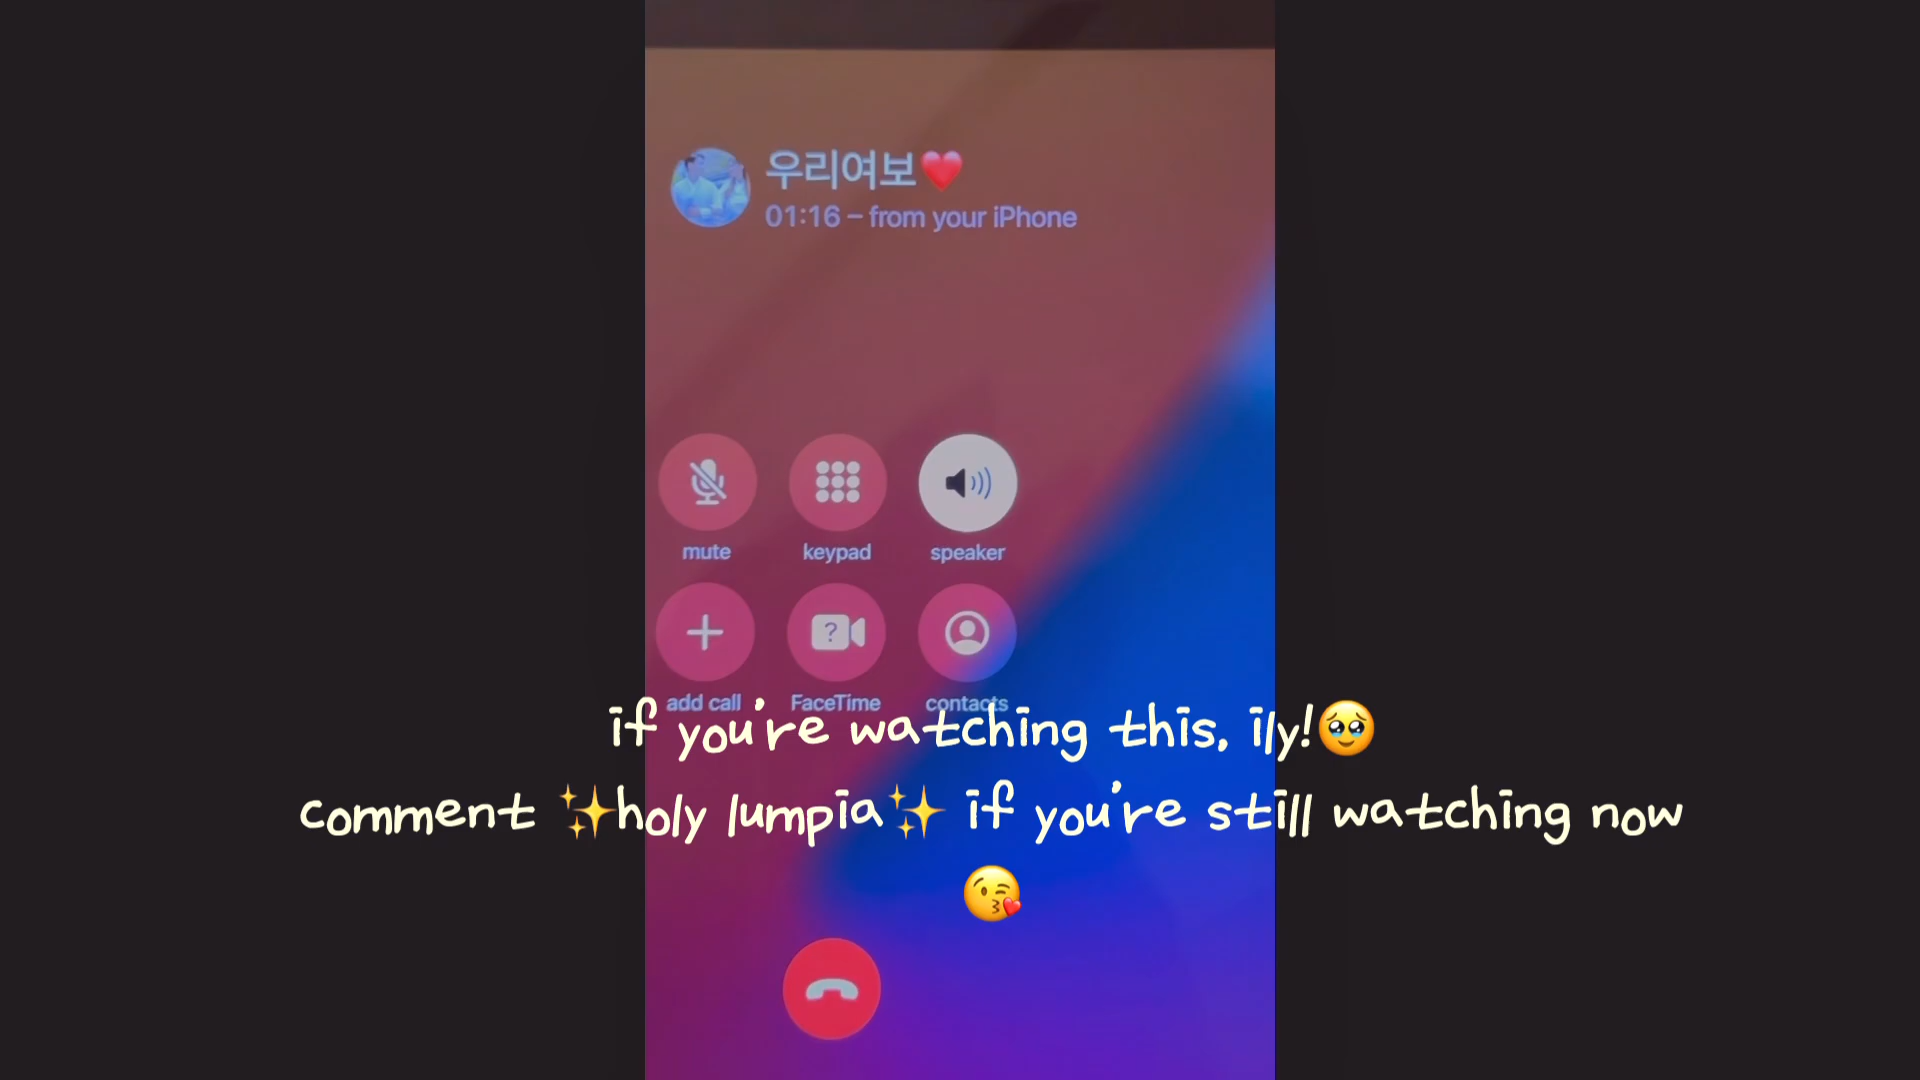 우리여보❤️
01:16 – from your iPhone
mute keypad speaker
?
add call FaceTime contacts
if you're watching this, ily!🥹
comment ✨holy lumpia✨ if you're still watching now
😘